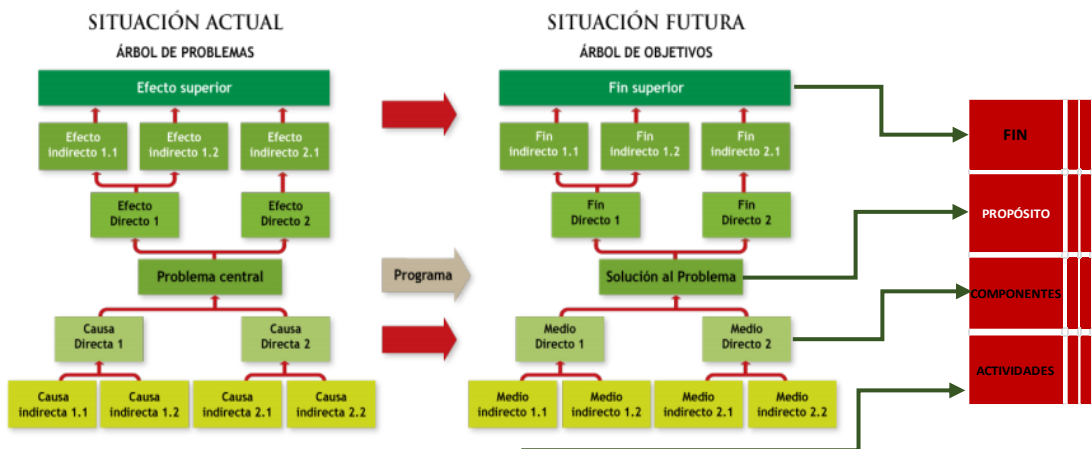 SITUACIÓN ACTUAL
ÁRBOL DE PROBLEMAS
Efecto superior
Efecto
indirecto 1.1
Efecto
indirecto 1.2
Efecto
indirecto 2.1
Efecto
Directo 1
Efecto
Directo 2
Problema central
Causa
Directa 1
Causa
Directa 2
Causa
indirecta 1.1
Causa
indirecta 1.2
Causa
indirecta 2.1
Causa
indirecta 2.2
Programa
SITUACIÓN FUTURA
ÁRBOL DE OBJETIVOS
Fin superior
Fin
indirecto 1.1
Fin
indirecto 1.2
Fin
indirecto 2.1
Fin
Directo 1
Fin
Directo 2
Solución al Problema
Medio
Directo 1
Medio
Directo 2
Medio
indirecto 1.1
Medio
indirecto 1.2
Medio
indirecto 2.1
Medio
indirecto 2.2
FIN
PROPÓSITO
COMPONENTES
ACTIVIDADES